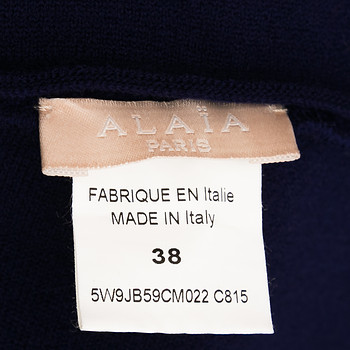 ALAÏA
PARIS
FABRIQUE EN Italie
MADE IN Italy
38
5W9JB59CM022 C815